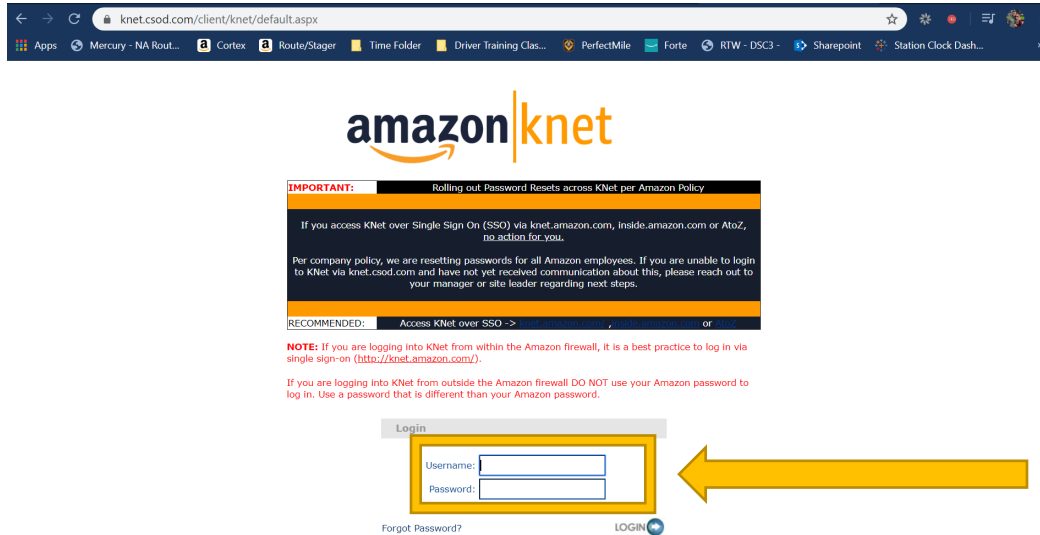 knet.csod.com/client/knet/default.aspx
Apps Mercury - NA Rout... Cortex Route/Stager Time Folder Driver Training Clas... PerfectMile Forte RTW - DSC3 - Sharepoint Station Clock Dash...
amazon knet
IMPORTANT: Rolling out Password Resets across KNet per Amazon Policy
If you access KNet over Single Sign On (SSO) via knet.amazon.com, inside.amazon.com or AtoZ,
no action for you.
Per company policy, we are resetting passwords for all Amazon employees. If you are unable to login
to KNet via knet.csod.com and have not yet received communication about this, please reach out to
your manager or site leader regarding next steps.
RECOMMENDED: Access KNet over SSO -> knet.amazon.com/ , inside.amazon.com or AtoZ
NOTE: If you are logging into KNet from within the Amazon firewall, it is a best practice to log in via
single sign-on (http://knet.amazon.com/).
If you are logging into KNet from outside the Amazon firewall DO NOT use your Amazon password to
log in. Use a password that is different than your Amazon password.
Login
Username:
Password:
Forgot Password? LOGIN